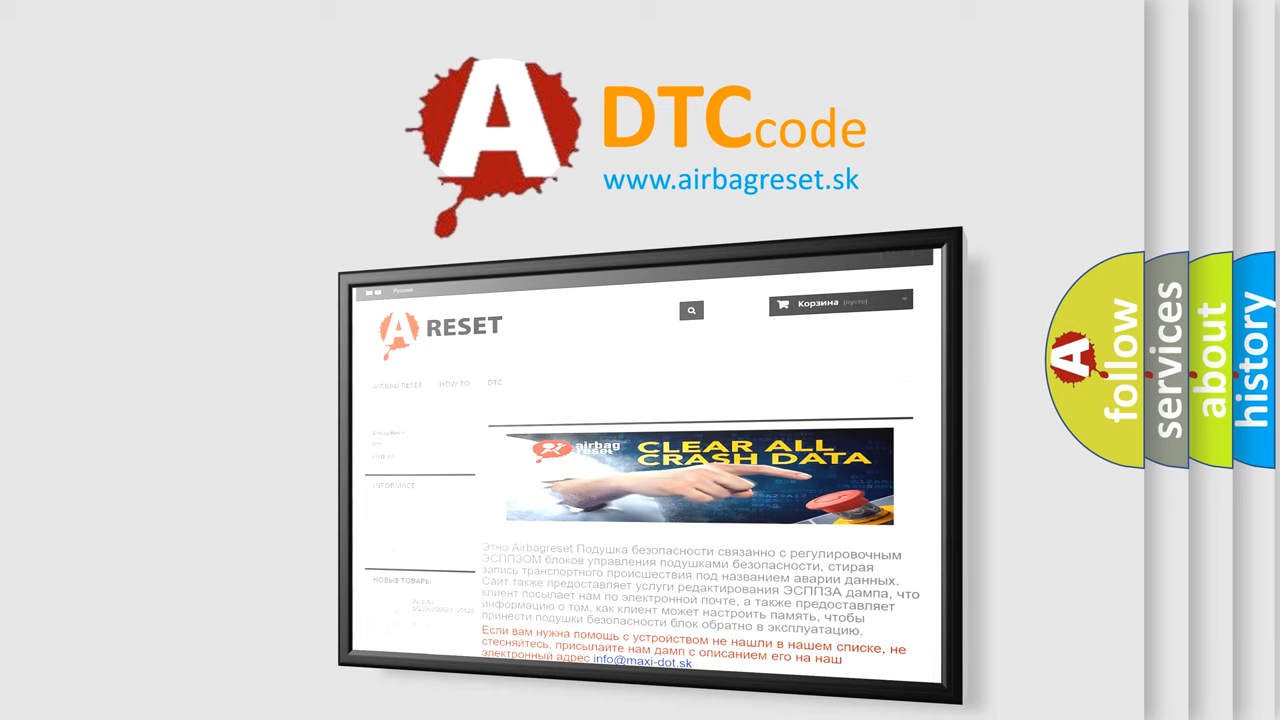 A DTCcode
www.airbagreset.sk
Русский
A RESET
Корзина (пусто)
AIRBAG RESET HOW TO DTC
airbag
reset
CLEAR ALL
CRASH DATA
DTC
INFORMACE
Этно Airbagreset Подушка безопасности связанно с регулировочным
ЭСППЗОМ блоков управления подушками безопасности, стирая
запись транспортного происшествия под названием аварии данных.
Сайт также предоставляет услуги редактирования ЭСППЗА дампа, что
клиент посылает нам по электронной почте, а также предоставляет
информацию о том, как клиент может настроить память, чтобы
принести подушки безопасности блок обратно в эксплуатацию.
Если вам нужна помощь с устройством не нашли в нашем списке, не
стесняйтесь, присылайте нам дамп с описанием его на наш
электронный адрес info@maxi-dot.sk
НОВЫЕ ТОВАРЫ
A follow
services
about
history